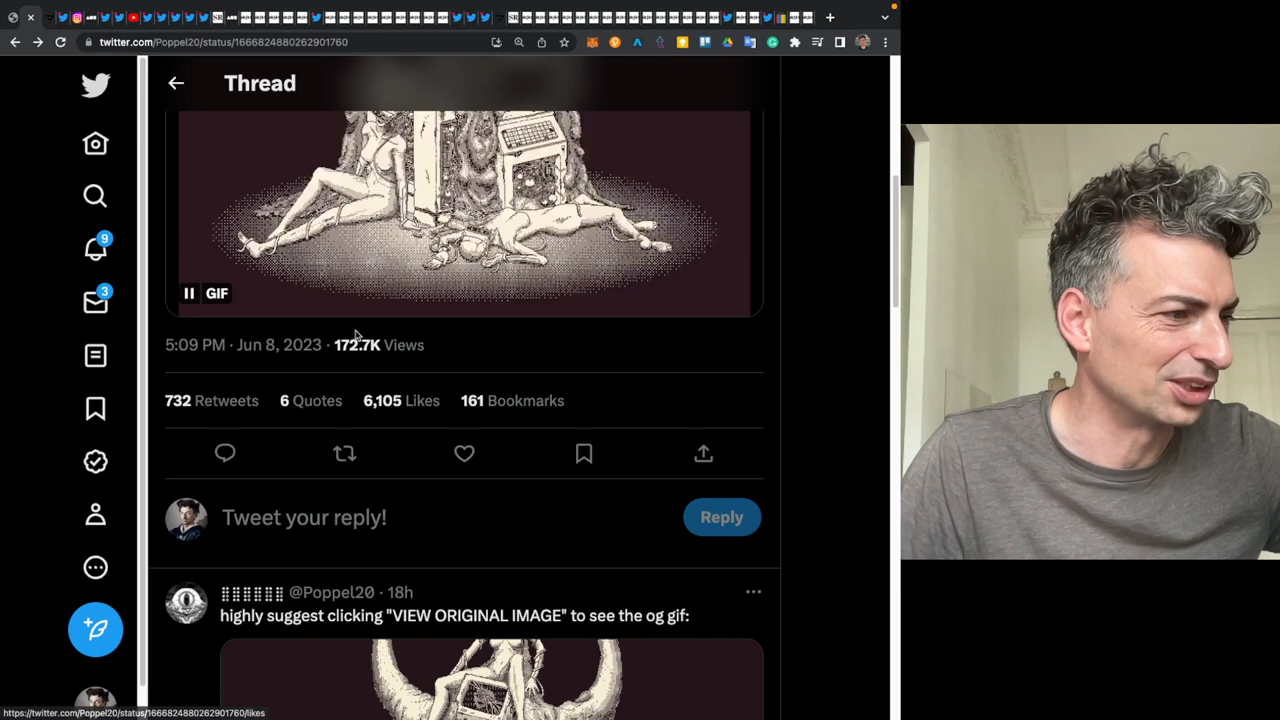 twitter.com/Poppel20/status/1666824880262901760
Thread
GIF
5:09 PM · Jun 8, 2023 · 172.7K Views
732 Retweets 6 Quotes 6,105 Likes 161 Bookmarks
Tweet your reply!
Reply
@Poppel20 · 18h
highly suggest clicking "VIEW ORIGINAL IMAGE" to see the og gif:
9
3
https://twitter.com/Poppel20/status/1666824880262901760/likes